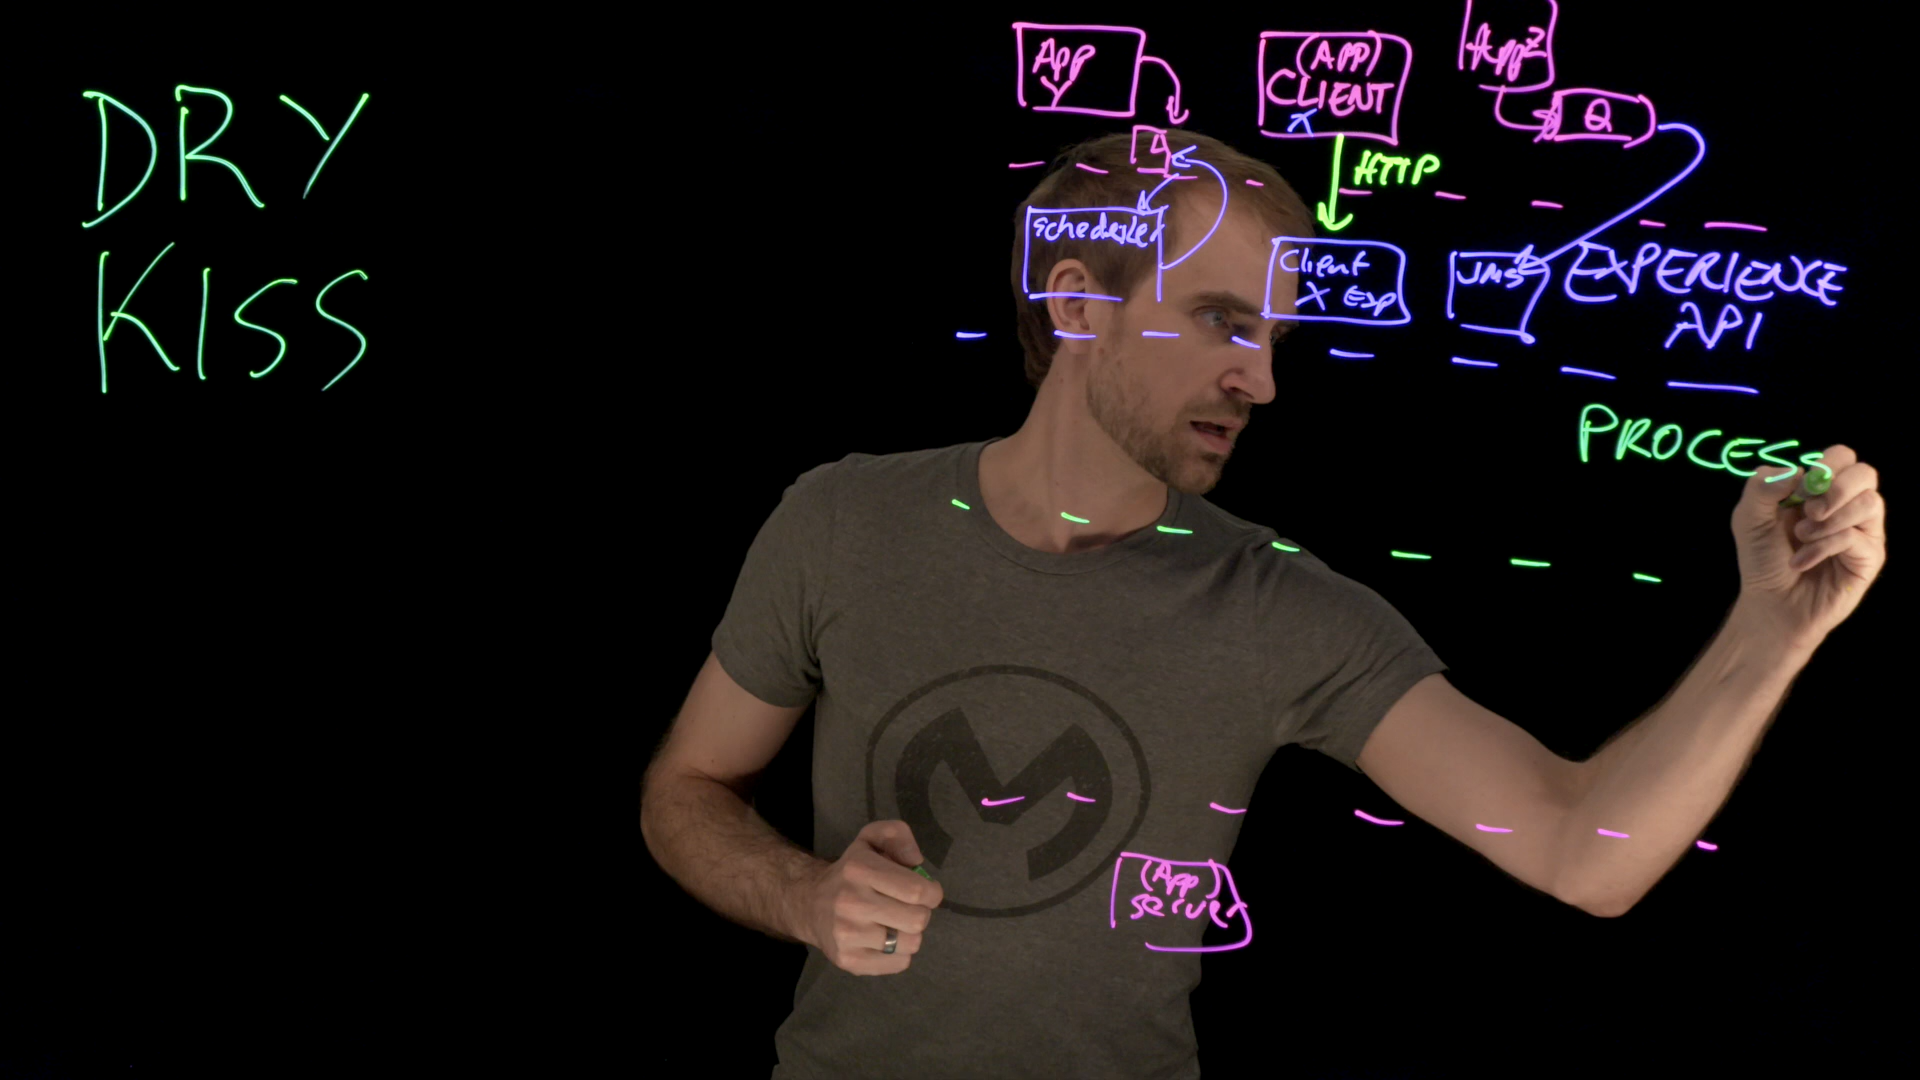 DRY
KISS
App
Y
(APP)
CLIENT
X
App Z
Q
HTTP
Scheduler
Client
X Exp
JMS
EXPERIENCE
API
PROCESS
(App)
server